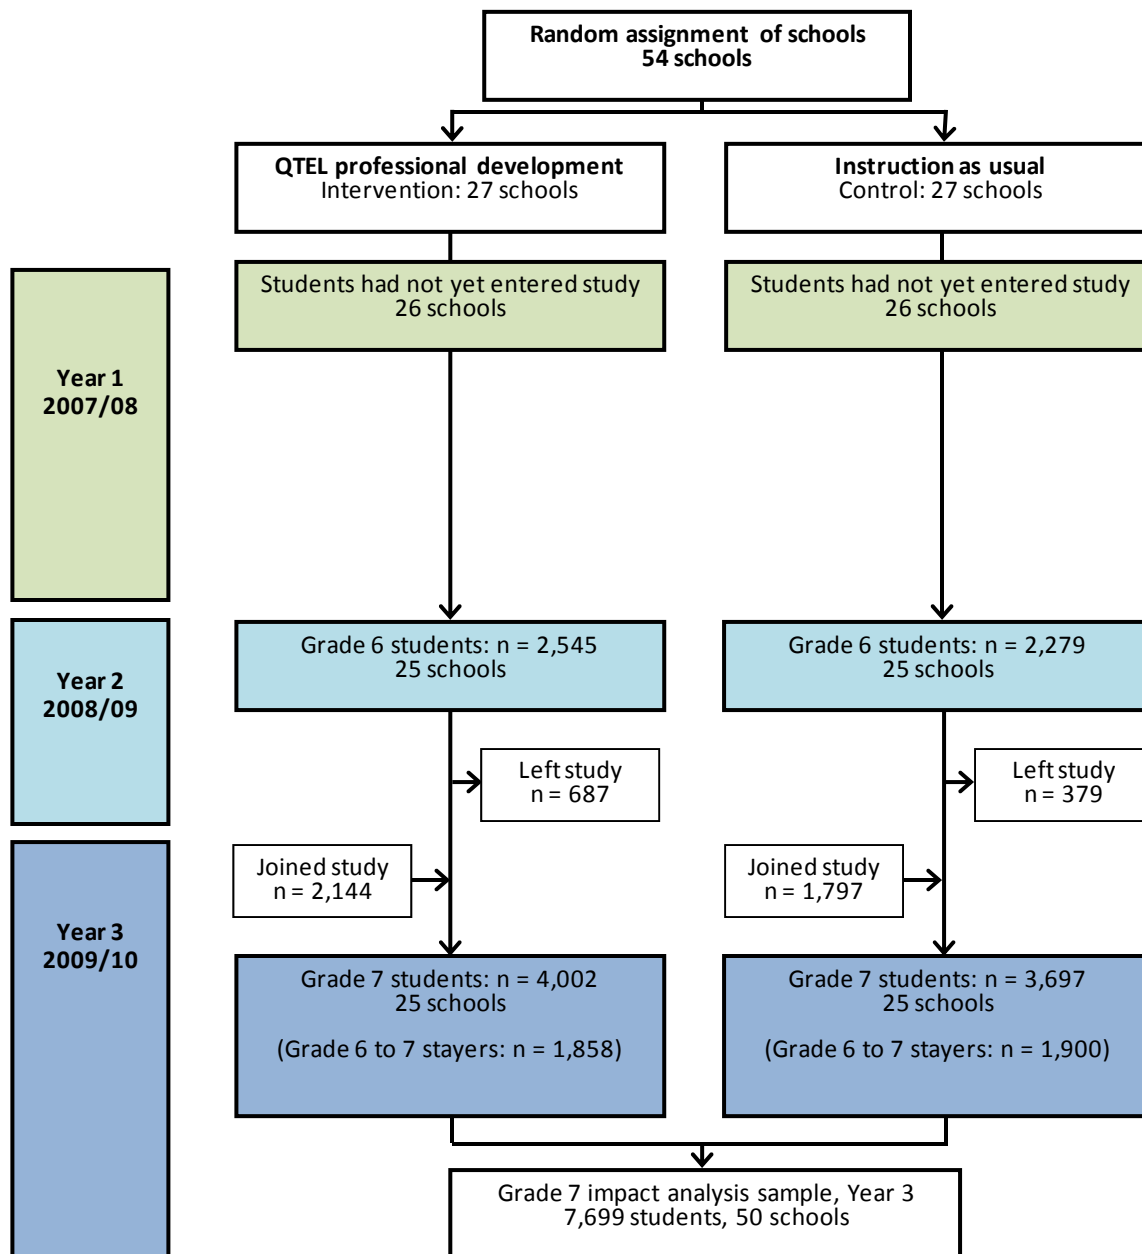 Random assignment of schools
54 schools
QTEL professional development
Intervention: 27 schools
Instruction as usual
Control: 27 schools
Students had not yet entered study
26 schools
Students had not yet entered study
26 schools
Year 1
2007/08
Grade 6 students: n = 2,545
25 schools
Grade 6 students: n = 2,279
25 schools
Year 2
2008/09
Left study
n = 687
Left study
n = 379
Joined study
n = 2,144
Joined study
n = 1,797
Year 3
2009/10
Grade 7 students: n = 4,002
25 schools
(Grade 6 to 7 stayers: n = 1,858)
Grade 7 students: n = 3,697
25 schools
(Grade 6 to 7 stayers: n = 1,900)
Grade 7 impact analysis sample, Year 3
7,699 students, 50 schools